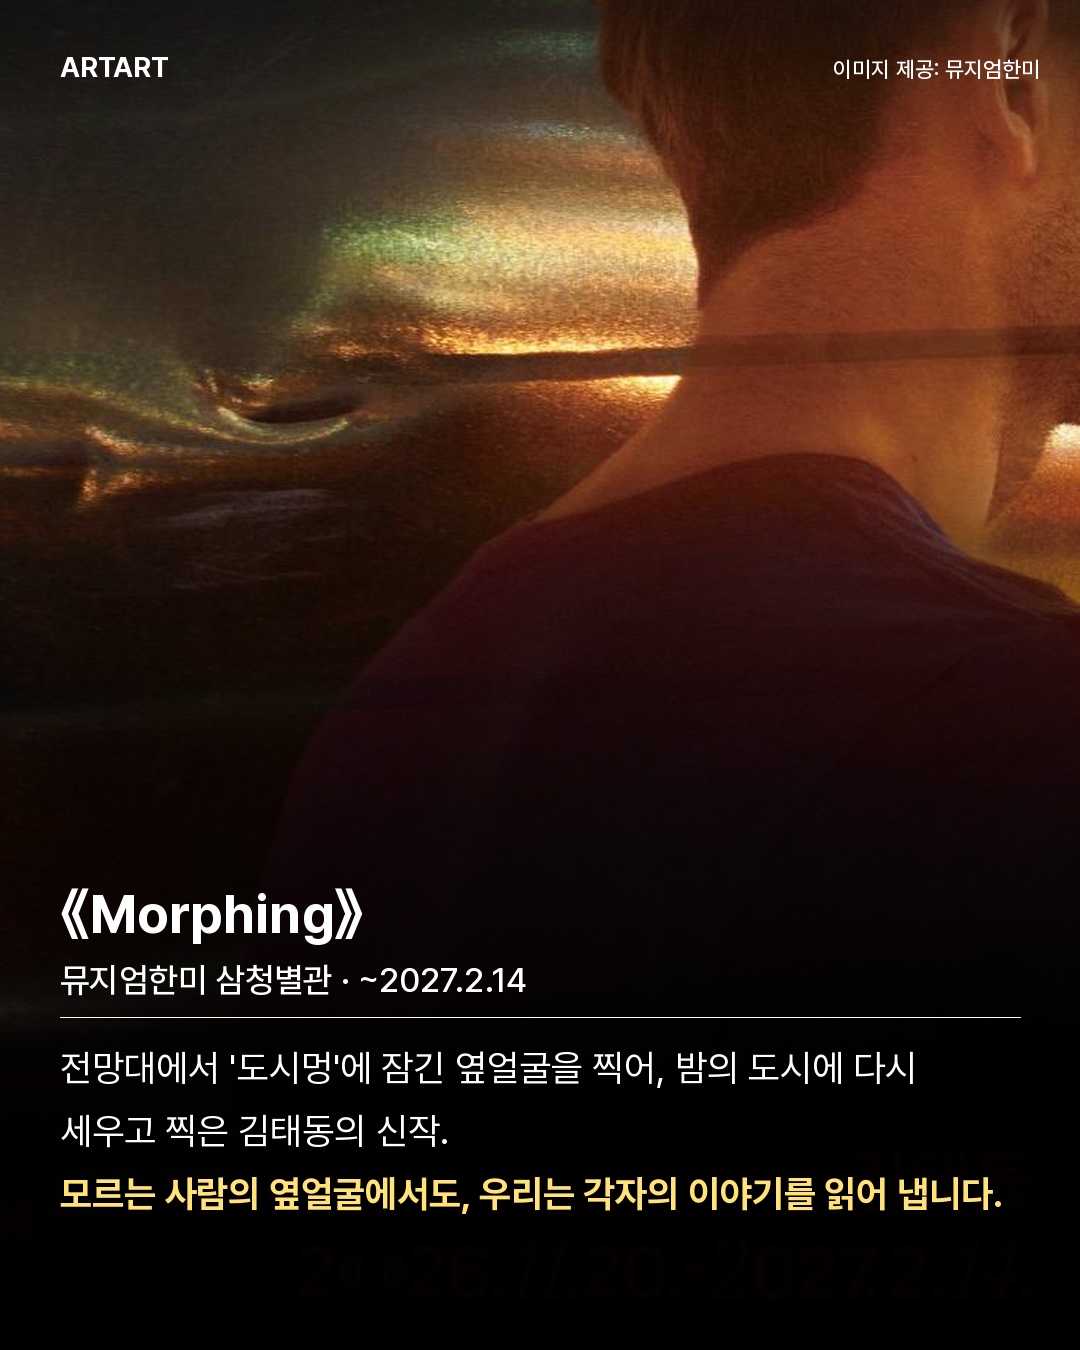 ARTART
이미지 제공: 뮤지엄한미
《Morphing》
뮤지엄한미 삼청별관 · ~2027.2.14
전망대에서 '도시멍'에 잠긴 옆얼굴을 찍어, 밤의 도시에 다시
세우고 찍은 김태동의 신작.
모르는 사람의 옆얼굴에서도, 우리는 각자의 이야기를 읽어 냅니다.